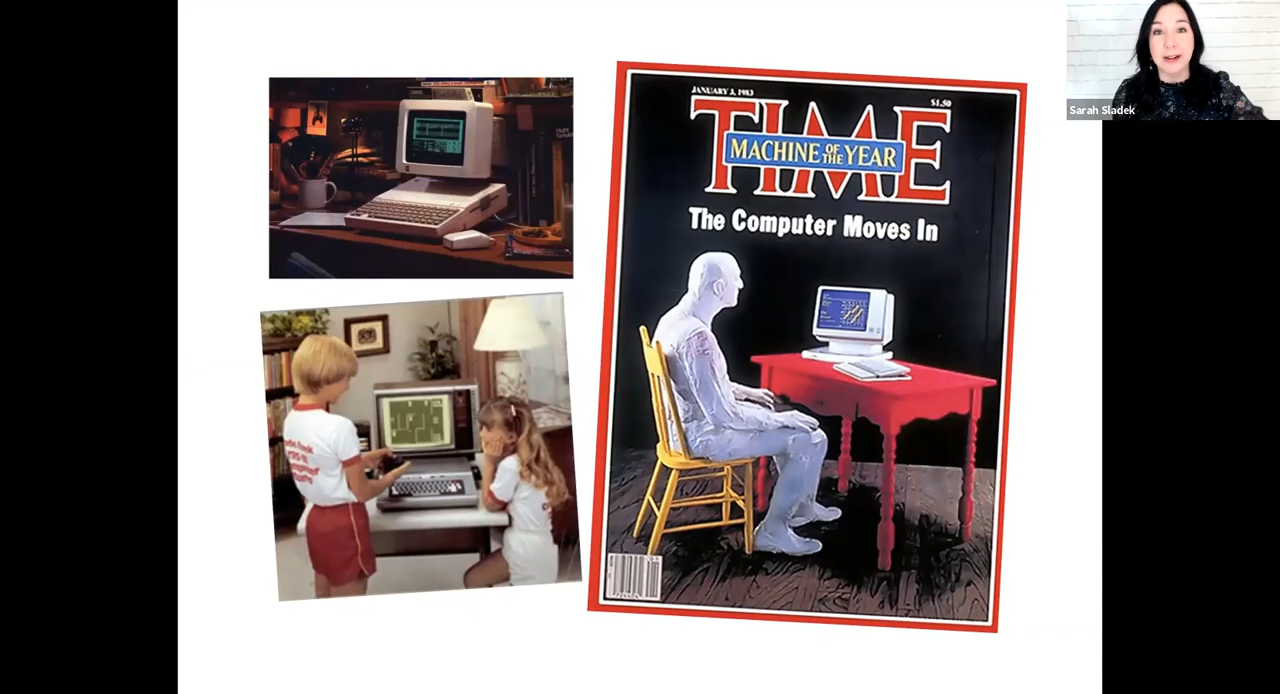 JANUARY 3, 1983
$1.50
TIME
MACHINE OF THE YEAR
The Computer Moves In
Sarah Sladek